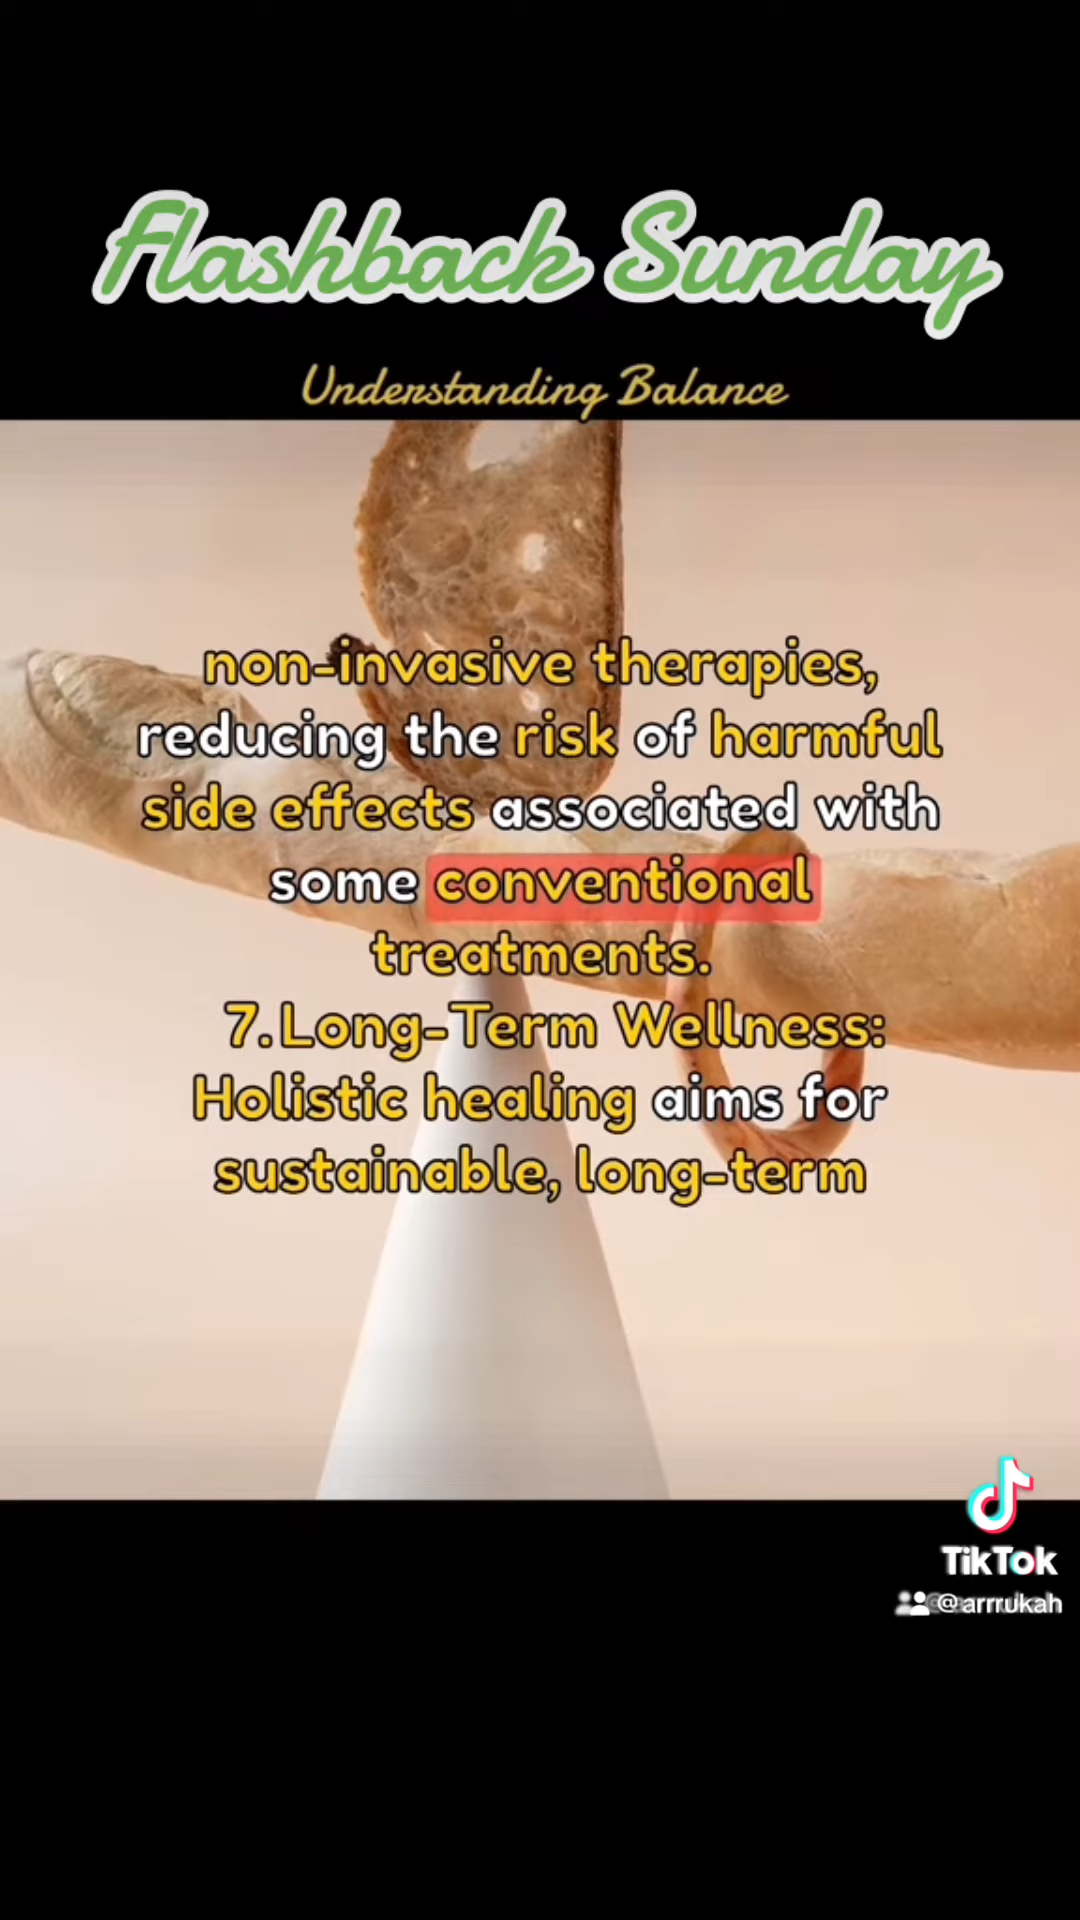 Flashback Sunday
Understanding Balance
non-invasive therapies,
reducing the risk of harmful
side effects associated with
some conventional
treatments.
7. Long-Term Wellness:
Holistic healing aims for
sustainable, long-term
TikTok
@arrrukah